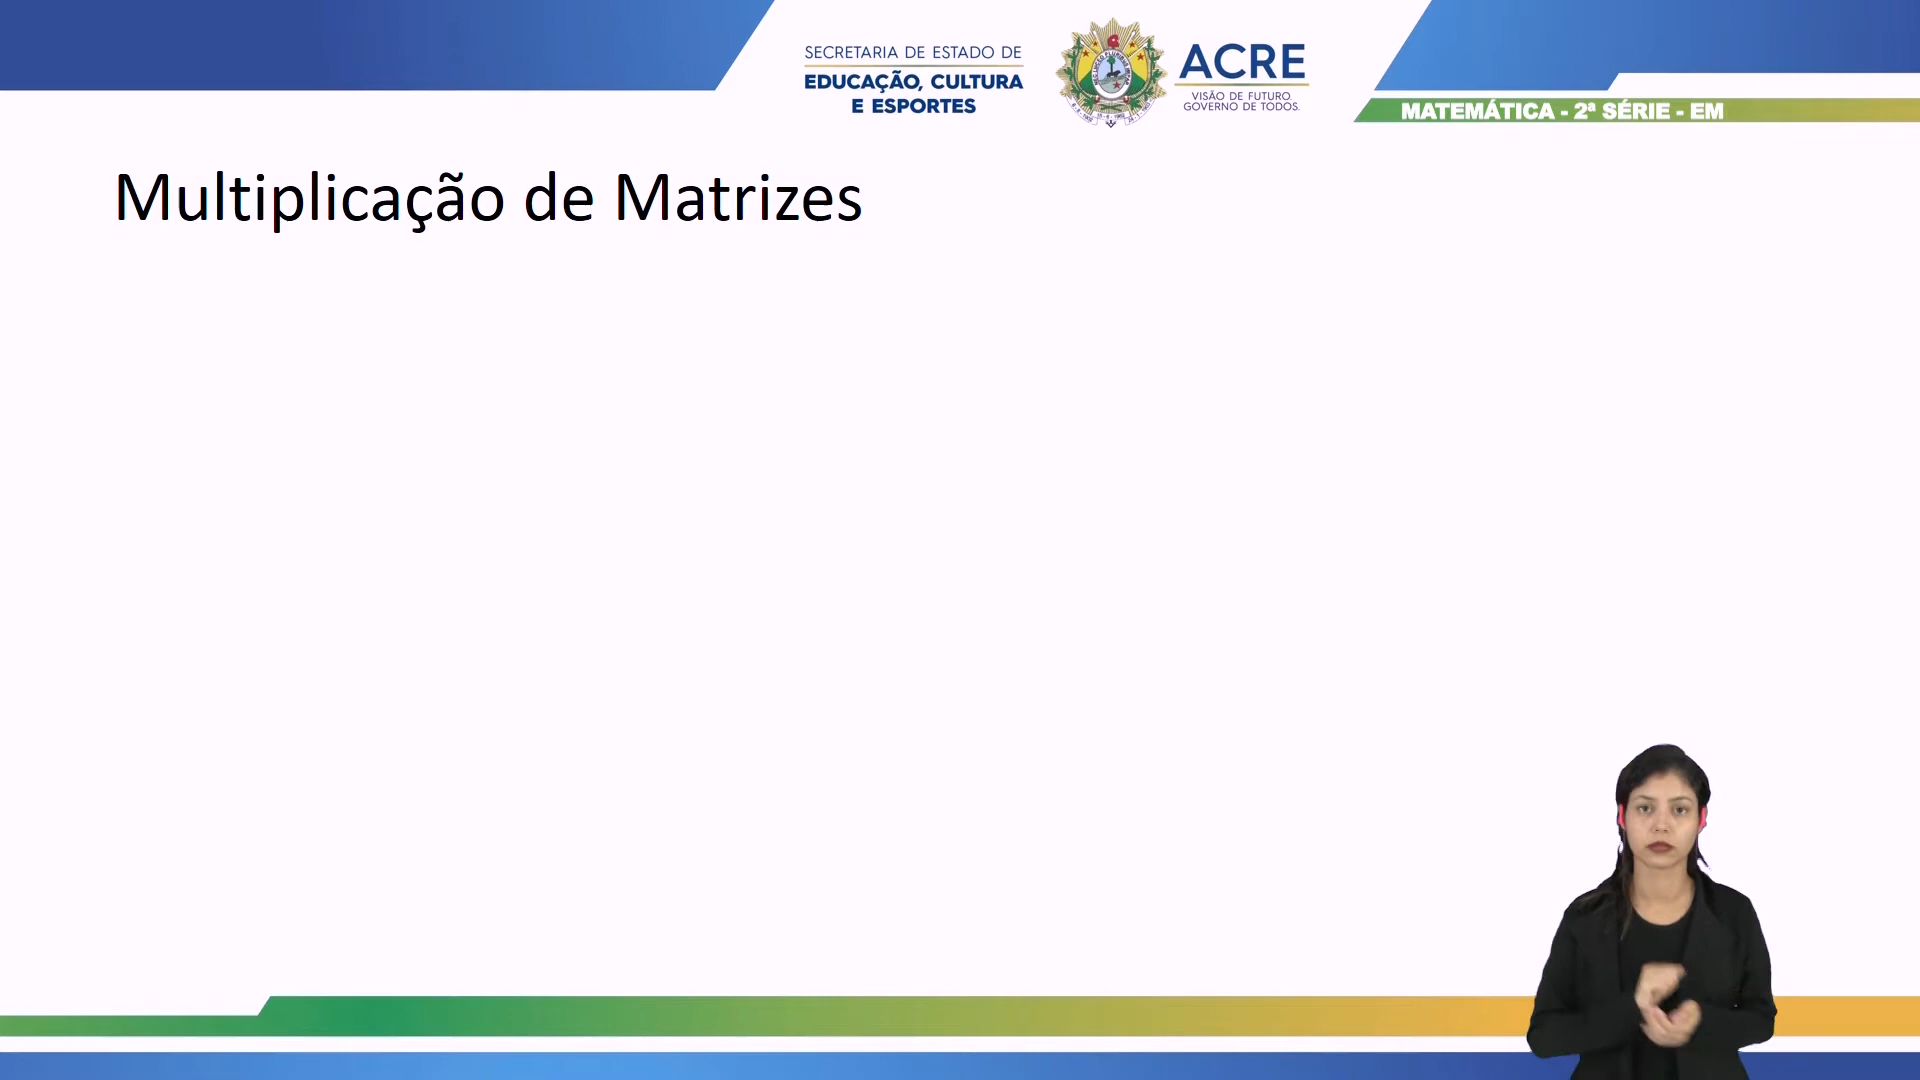 SECRETARIA DE ESTADO DE
EDUCAÇÃO, CULTURA
E ESPORTES
ACRE
VISÃO DE FUTURO.
GOVERNO DE TODOS.
MATEMÁTICA - 2ª SÉRIE - EM
Multiplicação de Matrizes